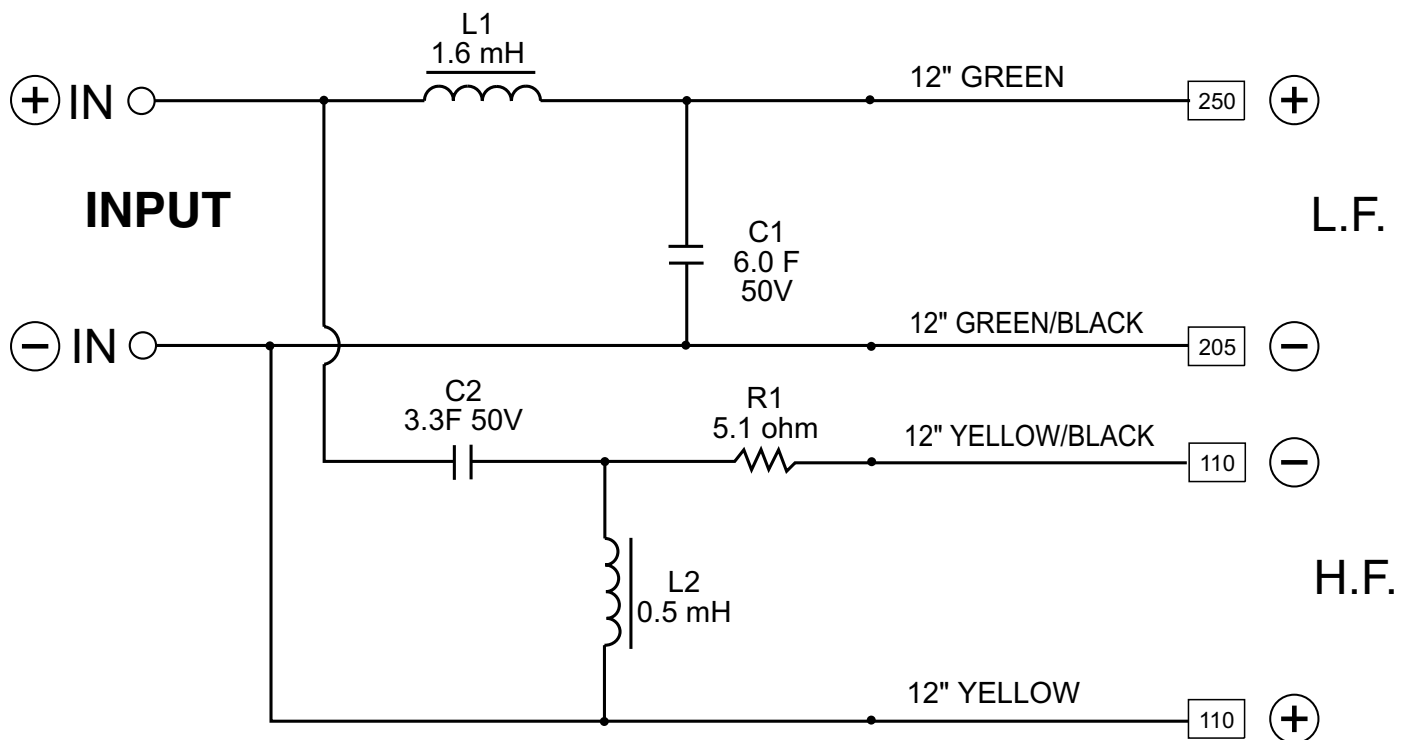 L1
1.6 mH
+ IN
12" GREEN
250
+
INPUT
L.F.
C1
6.0 F
50V
− IN
12" GREEN/BLACK
205
−
C2
3.3F 50V
R1
5.1 ohm
12" YELLOW/BLACK
110
−
L2
0.5 mH
H.F.
12" YELLOW
110
+